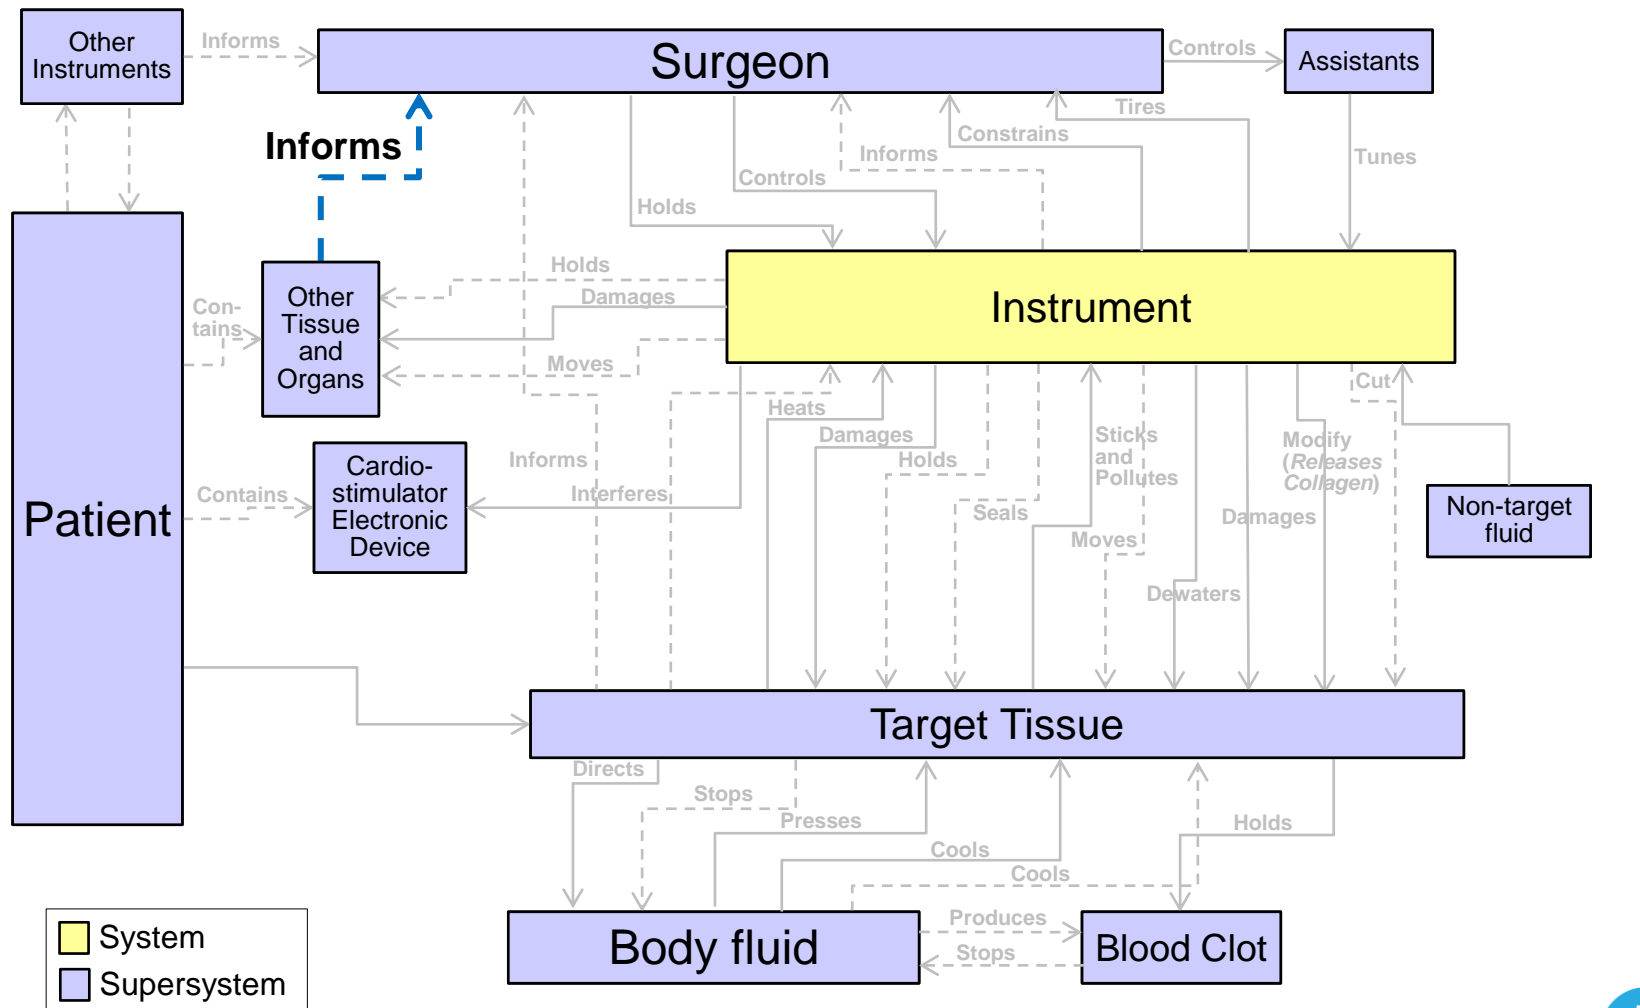 Other
Instruments
Informs
Surgeon
Controls
Assistants
Informs
Tires
Constrains
Informs
Tunes
Controls
Holds
Con-
tains
Other
Tissue
and
Organs
Holds
Damages
Moves
Instrument
Patient
Contains
Cardio-
stimulator
Electronic
Device
Informs
Interferes
Heats
Damages
Holds
Seals
Sticks
and
Pollutes
Moves
Dewaters
Damages
Modify
(Releases
Collagen)
Cut
Non-target
fluid
Target Tissue
Directs
Stops
Presses
Cools
Cools
Holds
Body fluid
Produces
Stops
Blood Clot
System
Supersystem